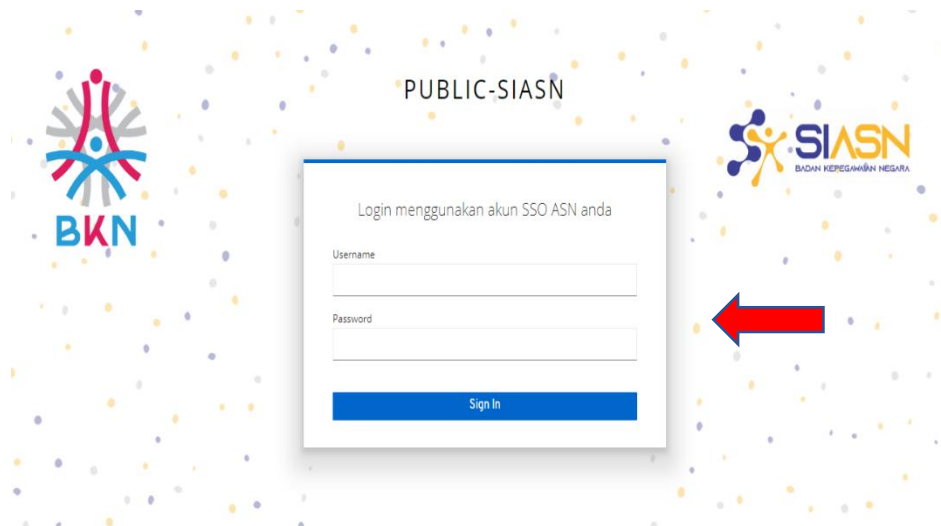 PUBLIC-SIASN
BKN
SIASN
BADAN KEPEGAWAIAN NEGARA
Login menggunakan akun SSO ASN anda
Username
Password
Sign In